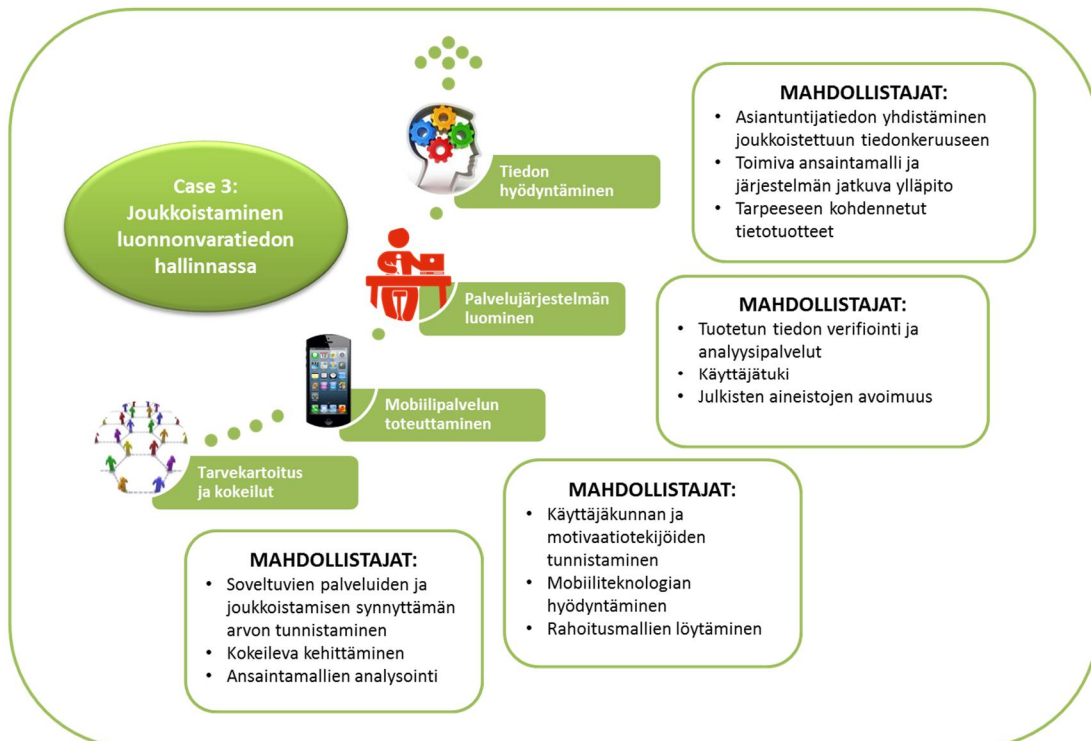 Case 3:
Joukkoistaminen
luonnonvaratiedon
hallinnassa
Tiedon
hyödyntäminen
MAHDOLLISTAJAT:
• Asiantuntijatiedon yhdistäminen
joukkoistettuun tiedonkeruuseen
• Toimiva ansaintamalli ja
järjestelmän jatkuva ylläpito
• Tarpeeseen kohdennetut
tietotuotteet
Palvelujärjestelmän
luominen
MAHDOLLISTAJAT:
• Tuotetun tiedon verifiointi ja
analyysipalvelut
• Käyttäjätuki
• Julkisten aineistojen avoimuus
Mobiilipalvelun
toteuttaminen
MAHDOLLISTAJAT:
• Käyttäjäkunnan ja
motivaatiotekijöiden
tunnistaminen
• Mobiiliteknologian
hyödyntäminen
• Rahoitusmallien löytäminen
Tarvekartoitus
ja kokeilut
MAHDOLLISTAJAT:
• Soveltuvien palveluiden ja
joukkoistamisen synnyttämän
arvon tunnistaminen
• Kokeileva kehittäminen
• Ansaintamallien analysointi